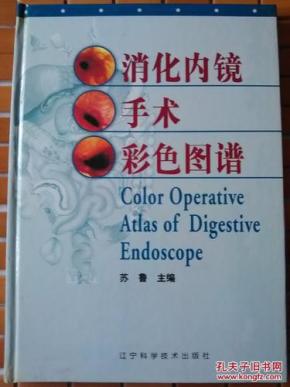 消化内镜
手术
彩色图谱
Color Operative
Atlas of Digestive
Endoscope
苏鲁 主编
辽宁科学技术出版社